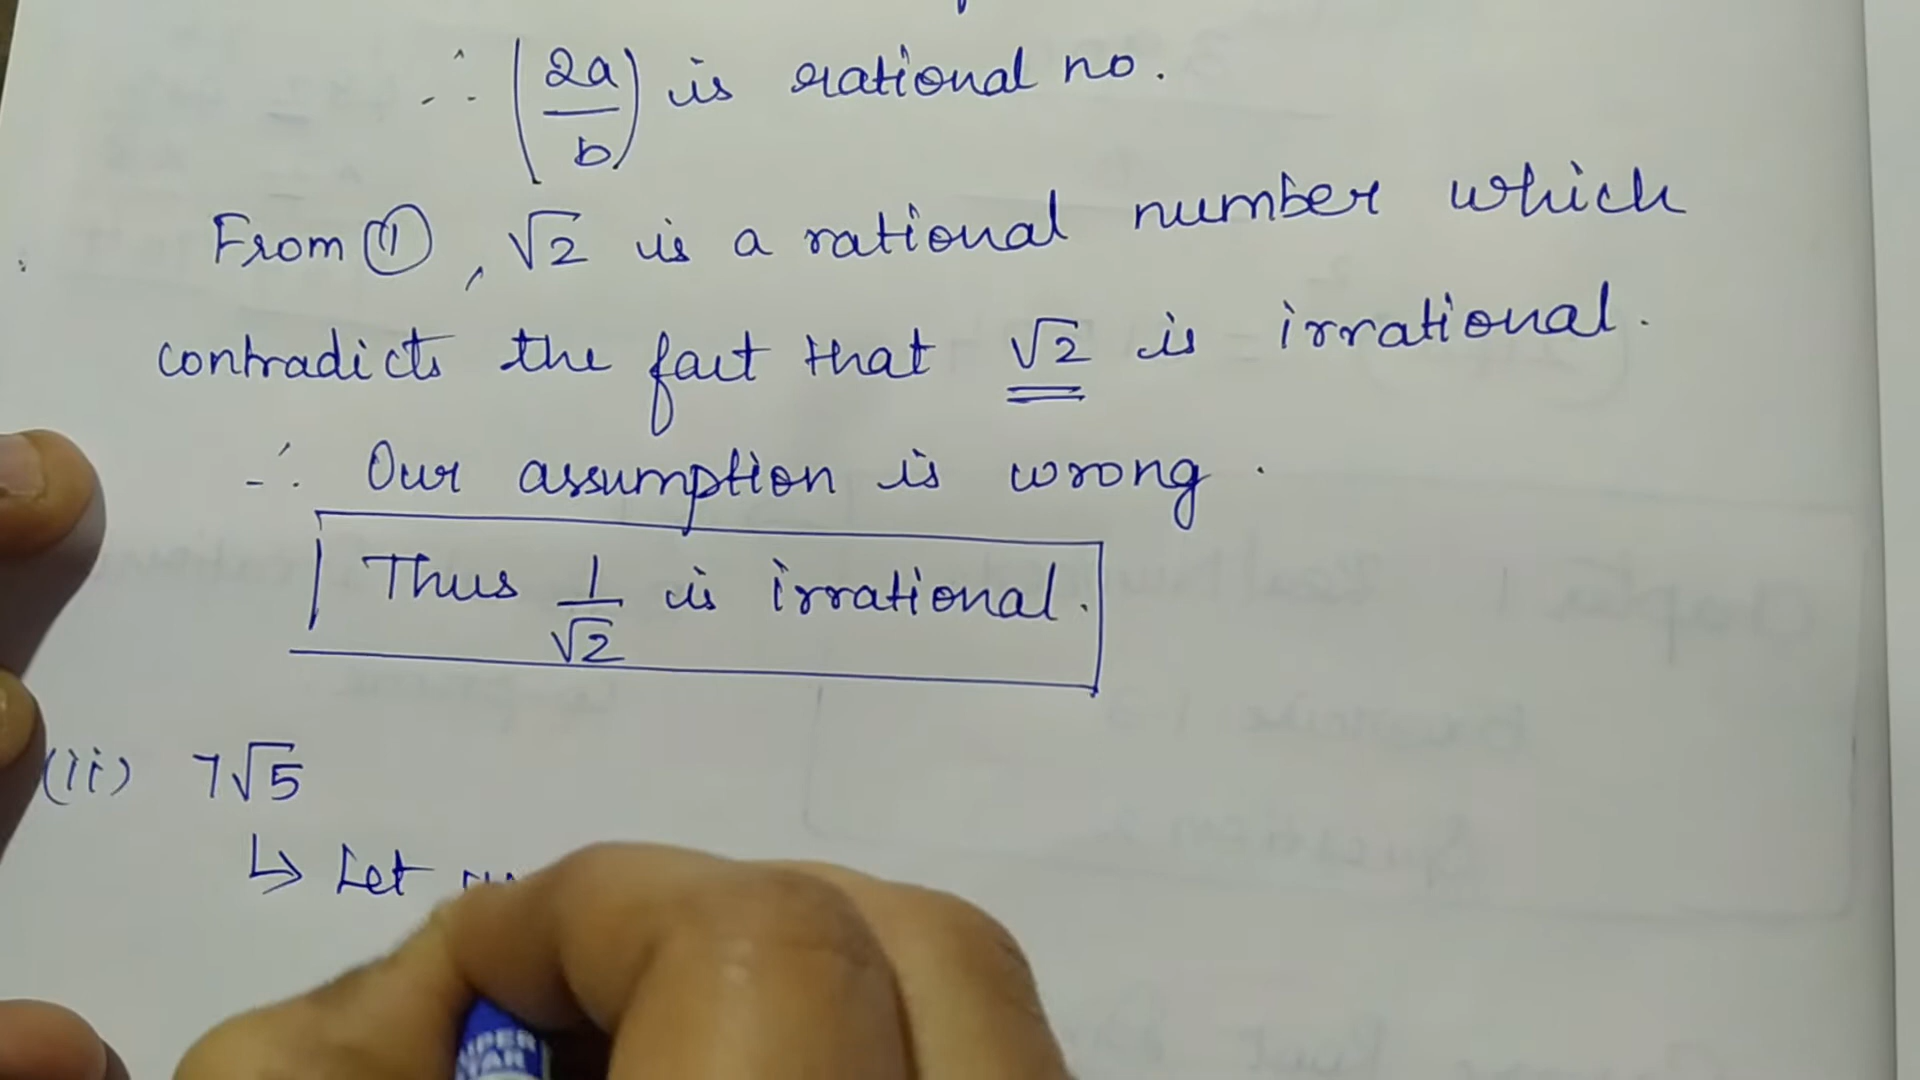 ∴ (2a/b) is rational no.
From ①, √2 is a rational number which
contradicts the fact that √2 is irrational.
∴ Our assumption is wrong.
Thus 1/√2 is irrational.
(ii) 7√5
↳ Let